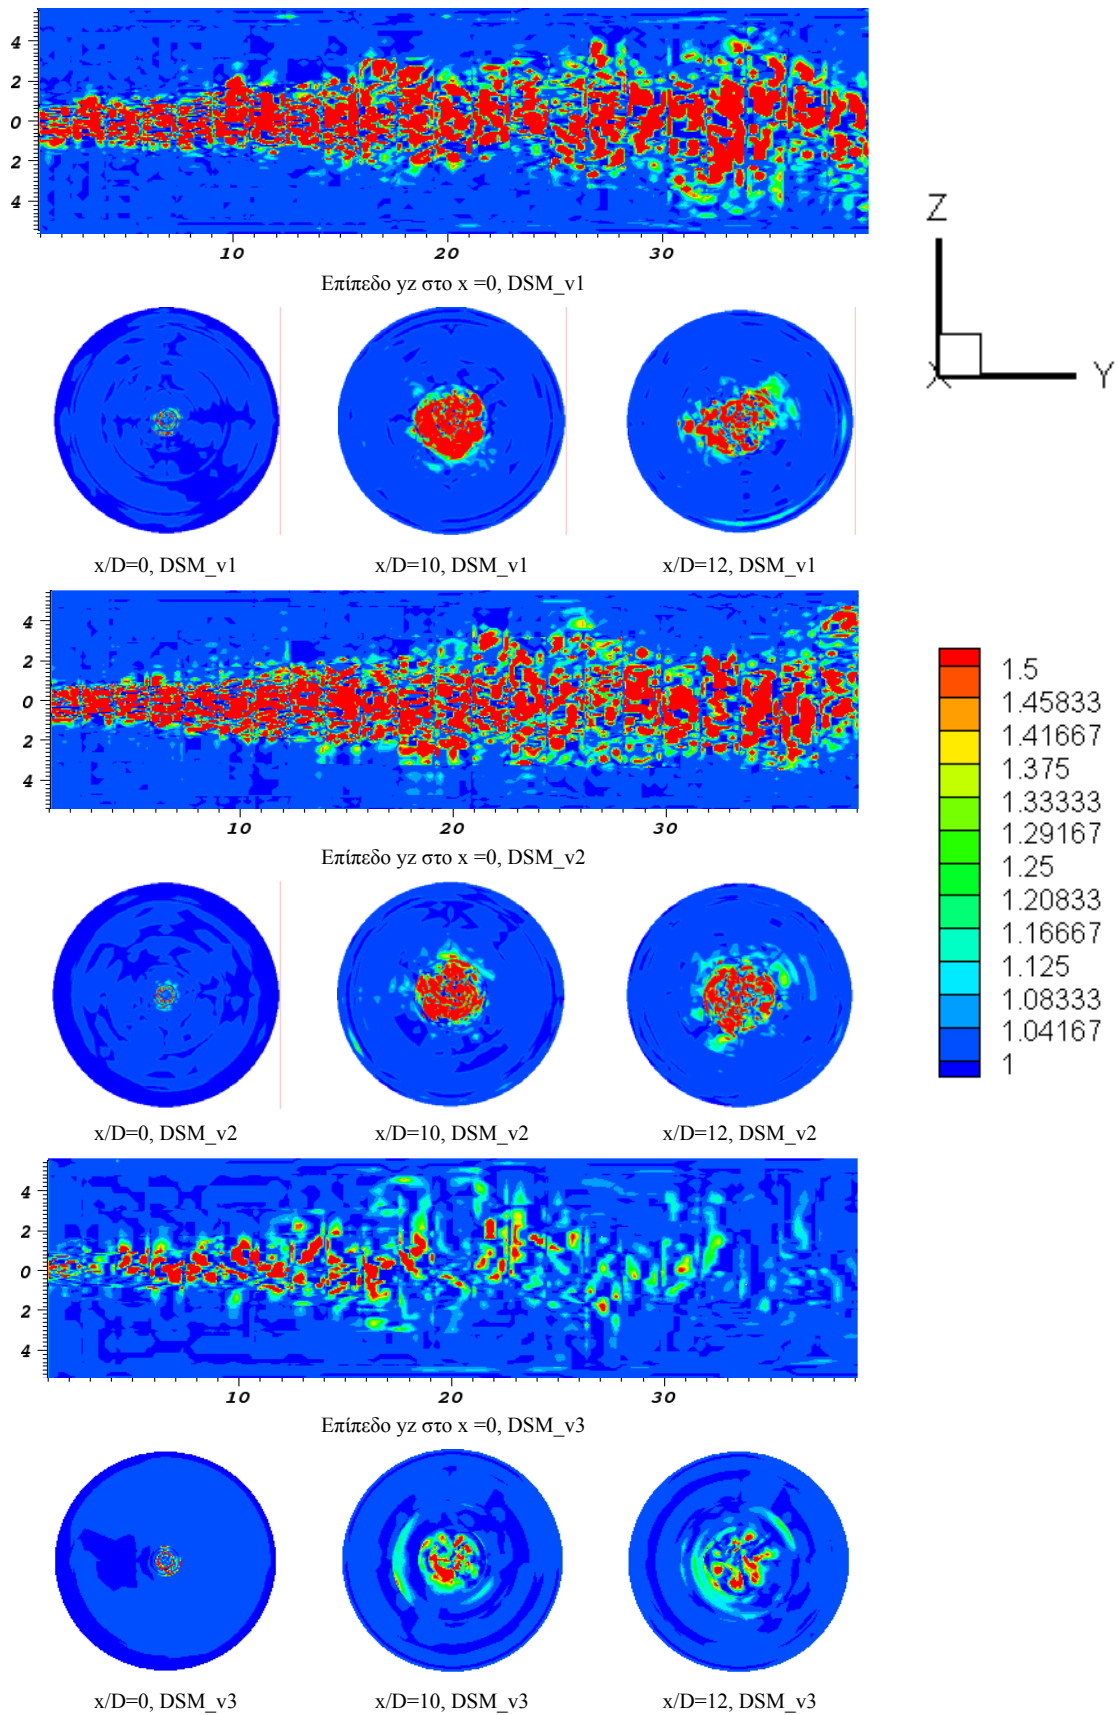 4
2
0
2
4
10 20 30
Επίπεδο yz στο x =0, DSM_v1
Z
X Y
x/D=0, DSM_v1 x/D=10, DSM_v1 x/D=12, DSM_v1
4
2
0
2
4
10 20 30
Επίπεδο yz στο x =0, DSM_v2
1.5
1.45833
1.41667
1.375
1.33333
1.29167
1.25
1.20833
1.16667
1.125
1.08333
1.04167
1
x/D=0, DSM_v2 x/D=10, DSM_v2 x/D=12, DSM_v2
4
2
0
2
4
10 20 30
Επίπεδο yz στο x =0, DSM_v3
x/D=0, DSM_v3 x/D=10, DSM_v3 x/D=12, DSM_v3